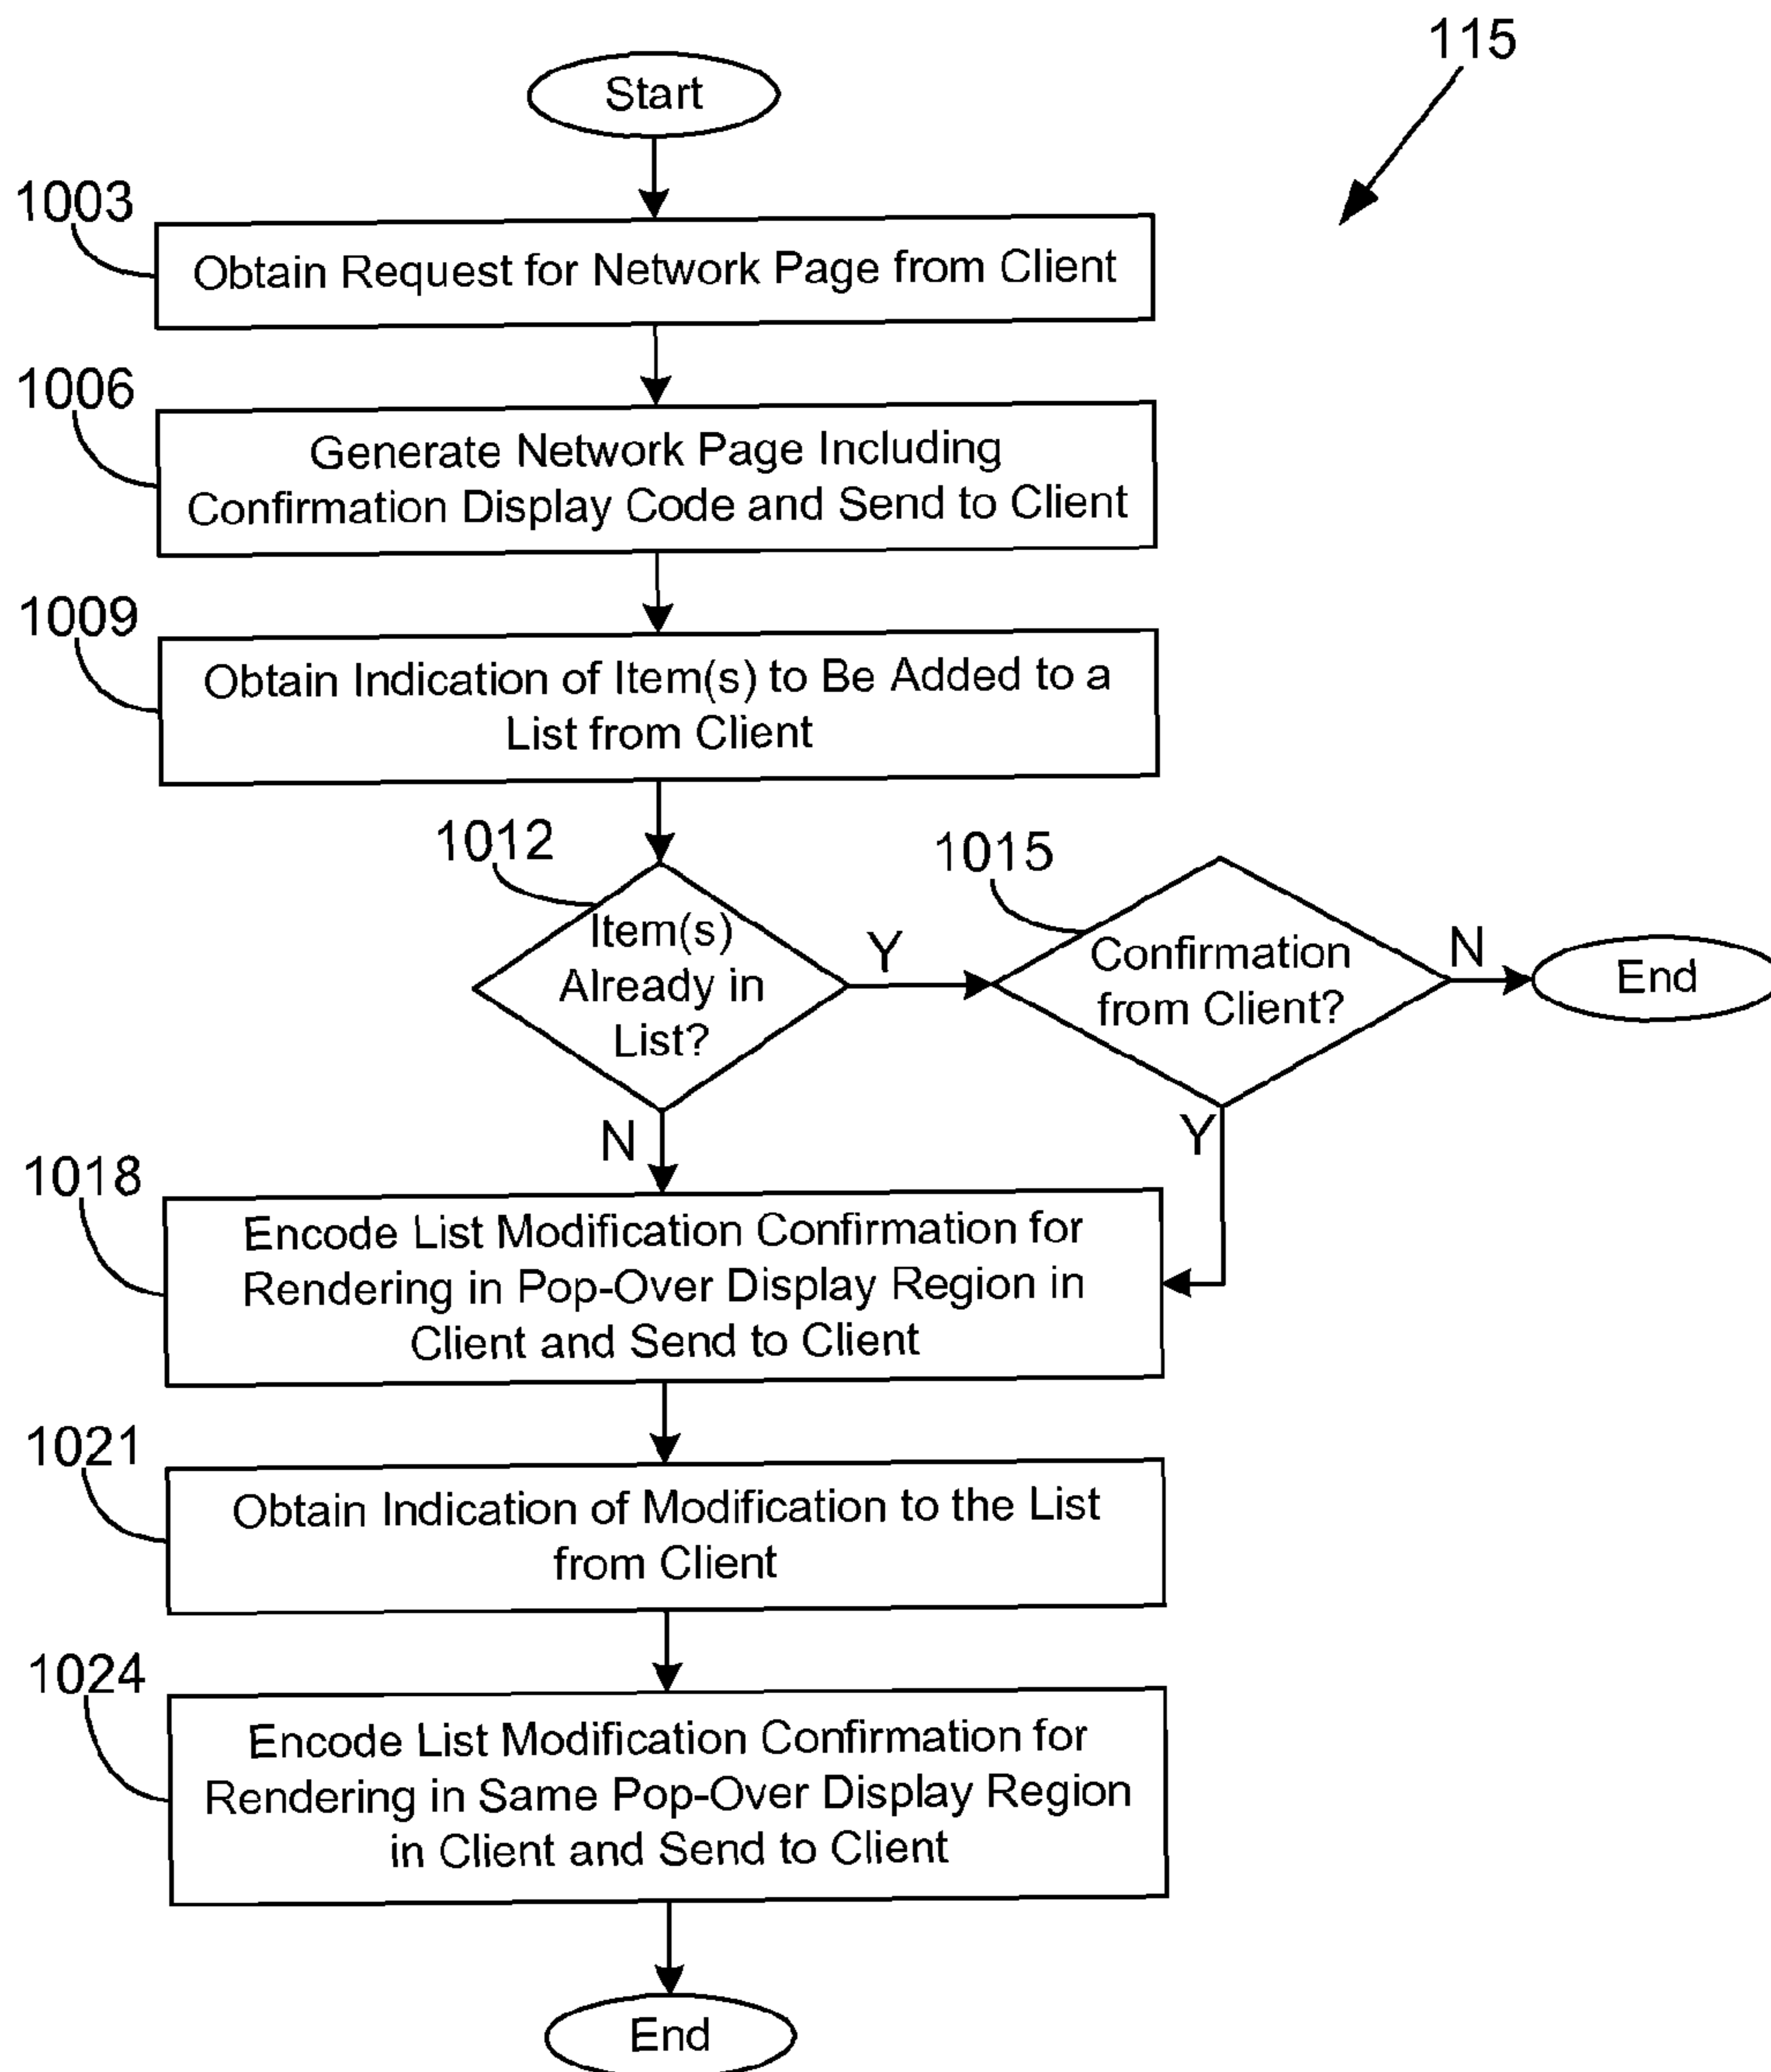 115
Start
1003
Obtain Request for Network Page from Client
1006
Generate Network Page Including
Confirmation Display Code and Send to Client
1009
Obtain Indication of Item(s) to Be Added to a
List from Client
1012
Item(s)
Already in
List?
Y
1015
Confirmation
from Client?
N
End
N
Y
1018
Encode List Modification Confirmation for
Rendering in Pop-Over Display Region in
Client and Send to Client
1021
Obtain Indication of Modification to the List
from Client
1024
Encode List Modification Confirmation for
Rendering in Same Pop-Over Display Region
in Client and Send to Client
End